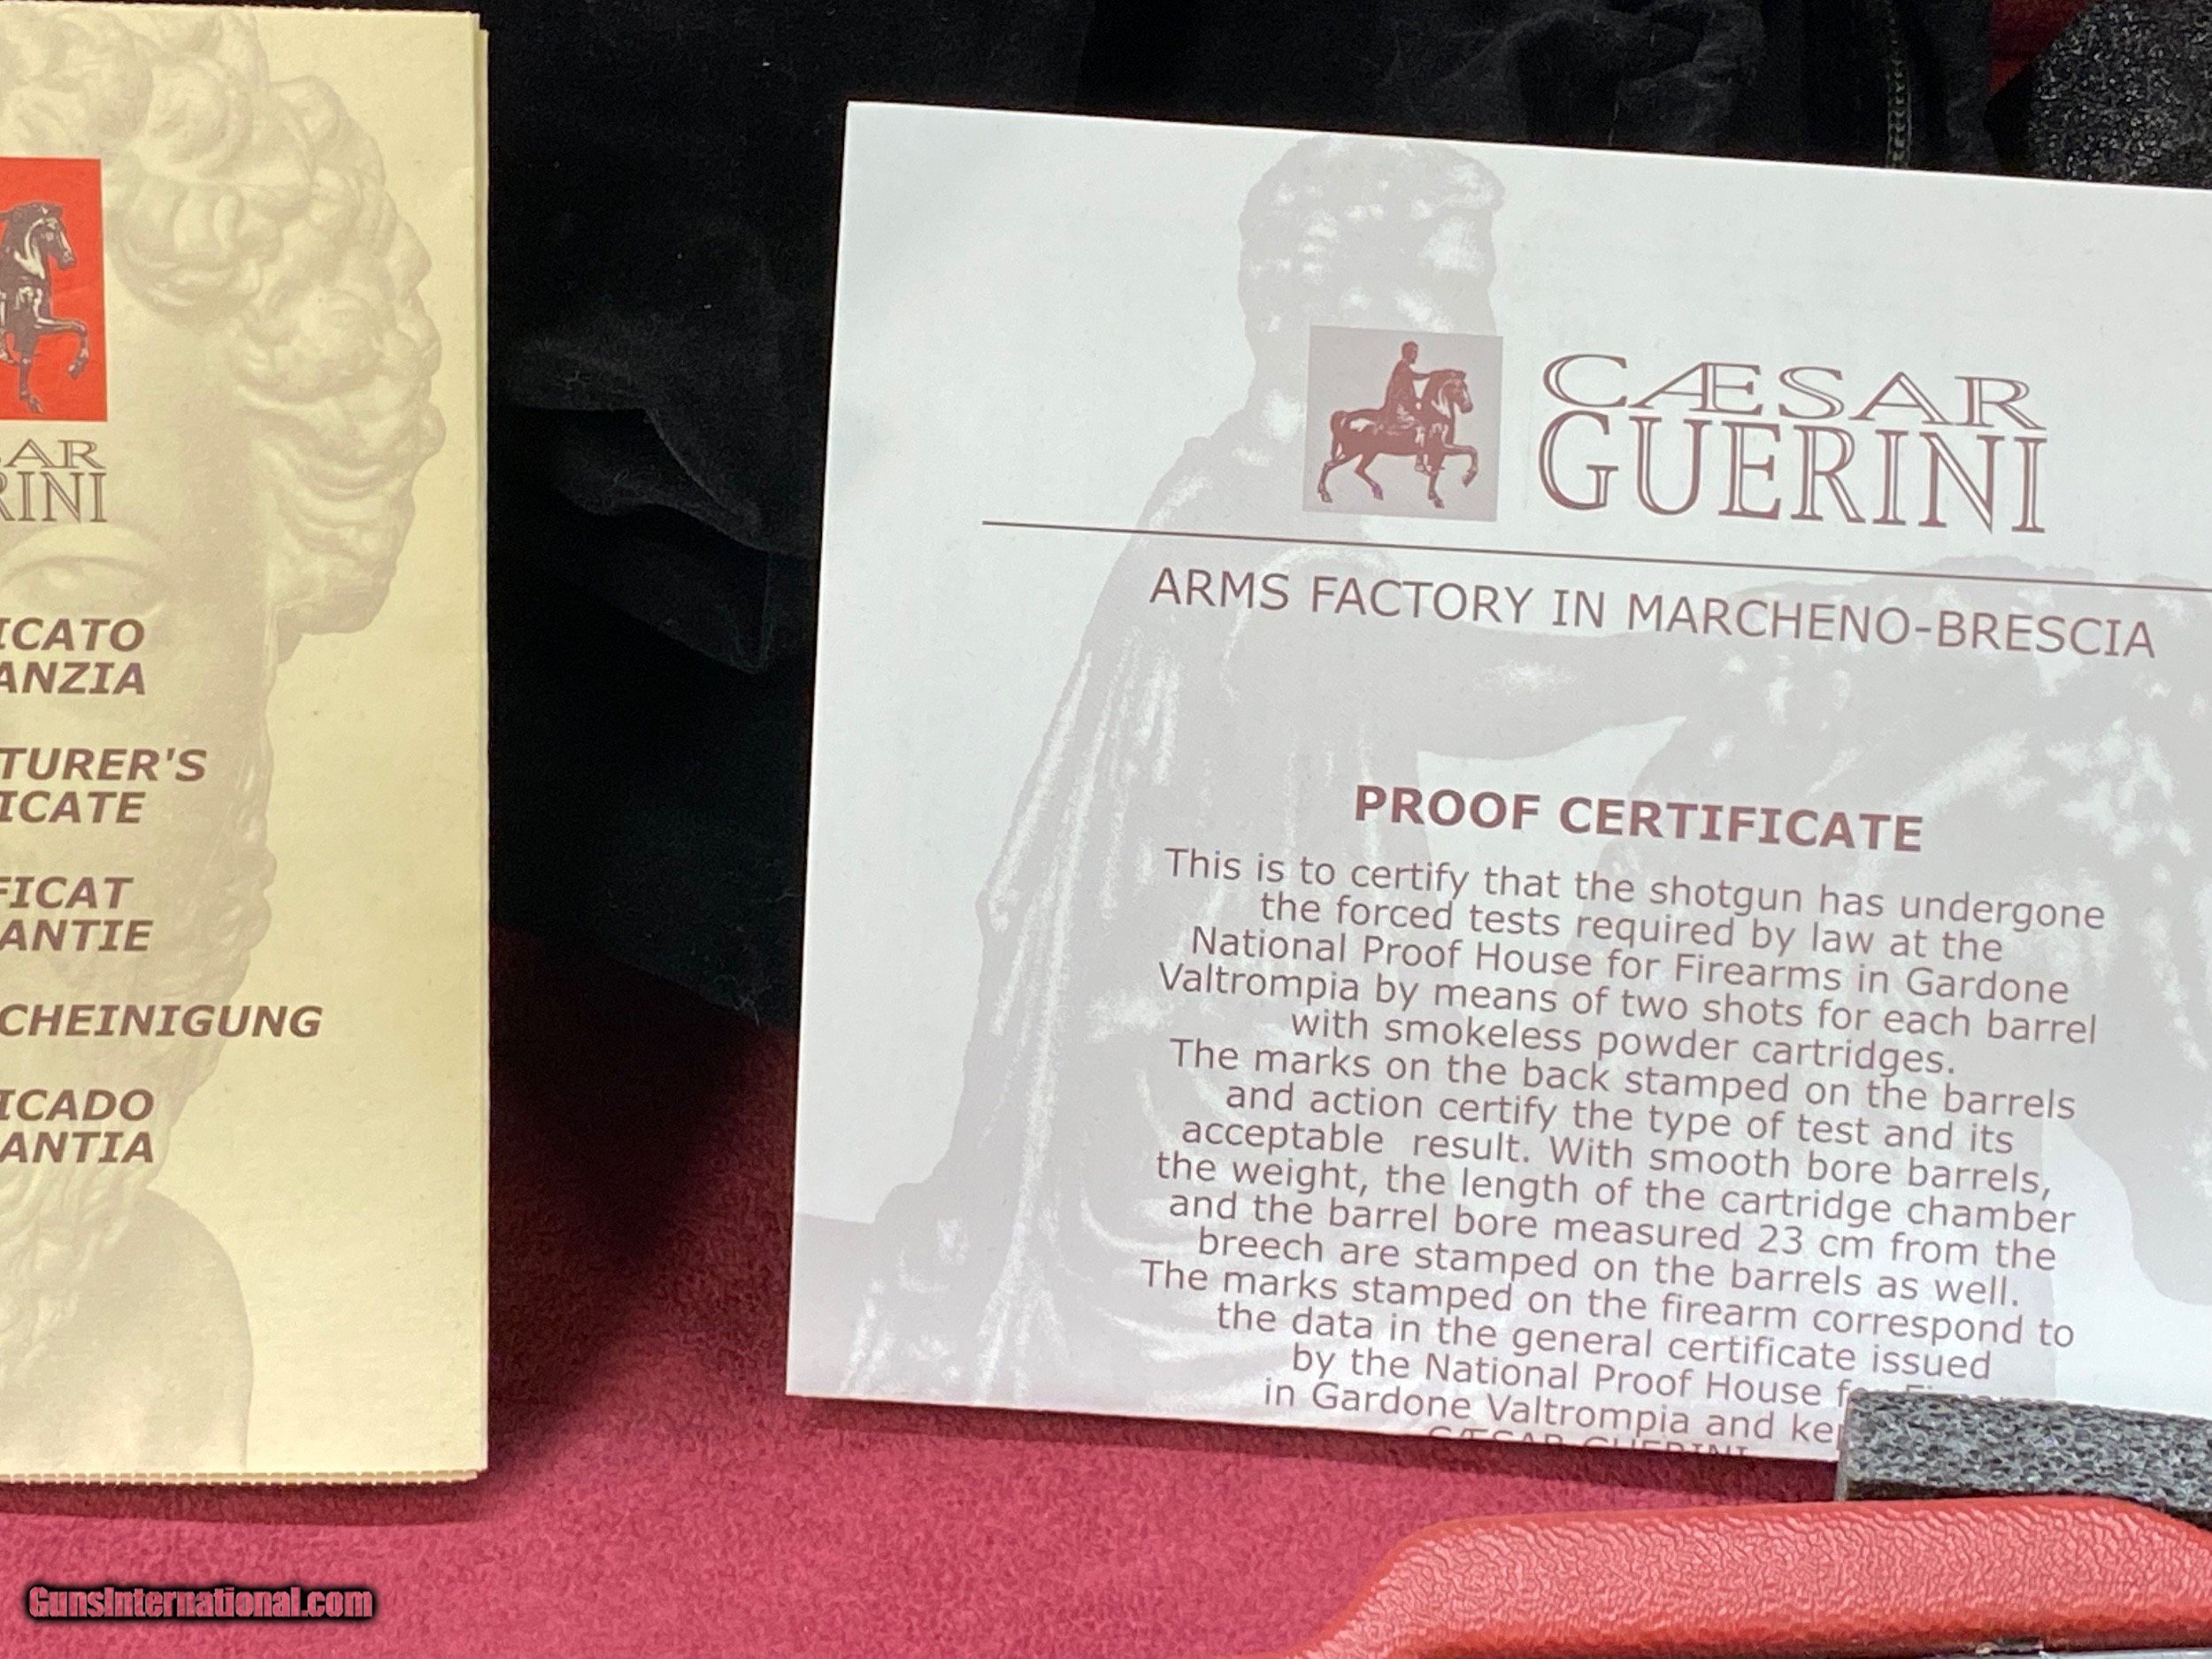 SAR
RINI
ICATO
ANZIA
TURER'S
ICATE
FICAT
ANTIE
CHEINIGUNG
ICADO
ANTIA
CÆSAR
GUERINI
ARMS FACTORY IN MARCHENO-BRESCIA
PROOF CERTIFICATE
This is to certify that the shotgun has undergone
the forced tests required by law at the
National Proof House for Firearms in Gardone
Valtrompia by means of two shots for each barrel
with smokeless powder cartridges.
The marks on the back stamped on the barrels
and action certify the type of test and its
acceptable result. With smooth bore barrels,
the weight, the length of the cartridge chamber
and the barrel bore measured 23 cm from the
breech are stamped on the barrels as well.
The marks stamped on the firearm correspond to
the data in the general certificate issued
by the National Proof House
in Gardone Valtrompia and
CÆSAR GUERINI
GunsInternational.com